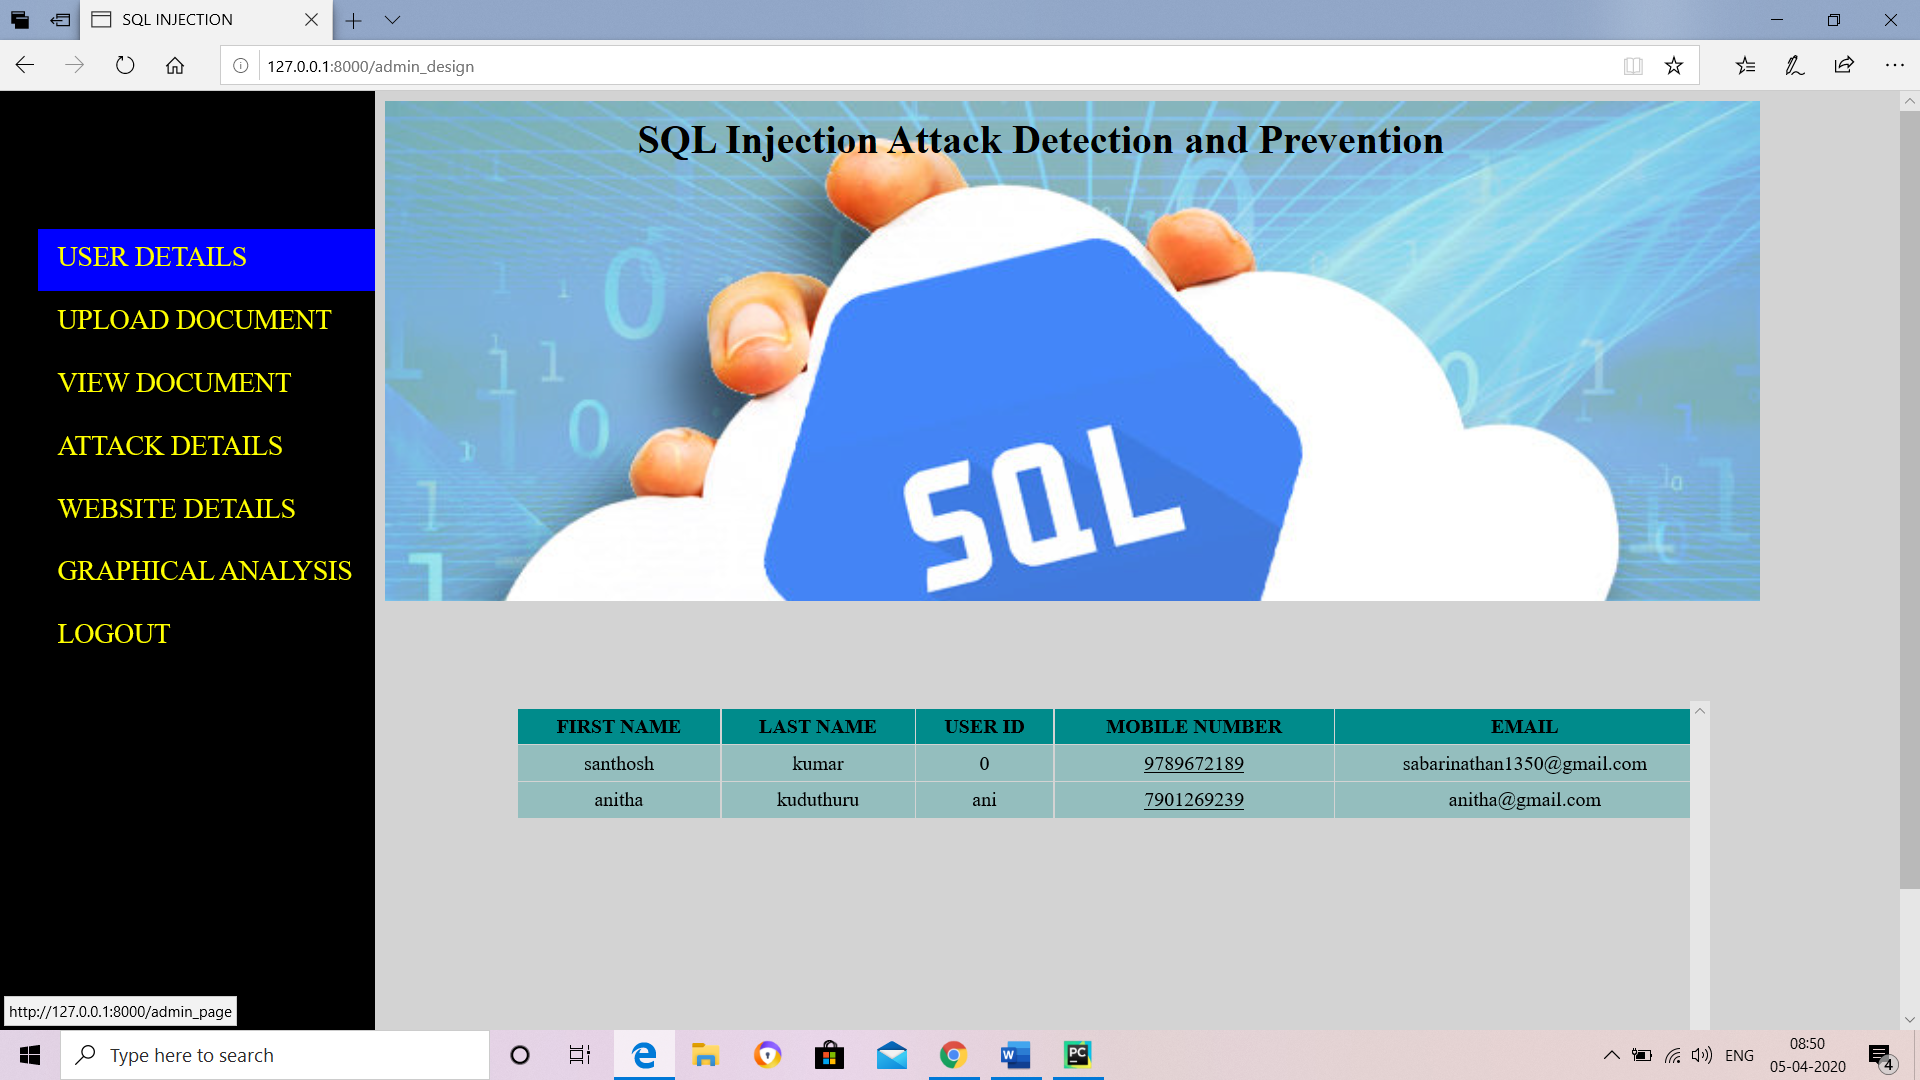 SQL INJECTION
127.0.0.1:8000/admin_design
SQL Injection Attack Detection and Prevention
USER DETAILS
UPLOAD DOCUMENT
VIEW DOCUMENT
ATTACK DETAILS
WEBSITE DETAILS
GRAPHICAL ANALYSIS
LOGOUT
SQL
FIRST NAME LAST NAME USER ID MOBILE NUMBER EMAIL
santhosh kumar 0 9789672189 sabarinathan1350@gmail.com
anitha kuduthuru ani 7901269239 anitha@gmail.com
http://127.0.0.1:8000/admin_page
Type here to search
W
PC
ENG
08:50
05-04-2020
4